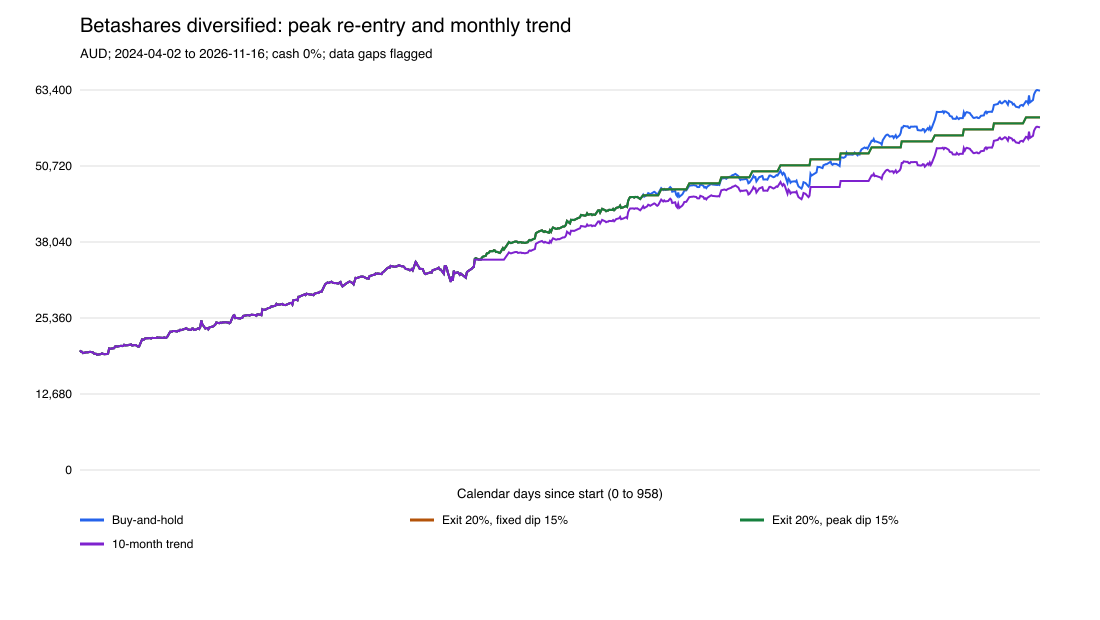 Betashares diversified: peak re-entry and monthly trend
AUD; 2024-04-02 to 2026-11-16; cash 0%; data gaps flagged
63,400
50,720
38,040
25,360
12,680
0
Calendar days since start (0 to 958)
Buy-and-hold
Exit 20%, fixed dip 15%
Exit 20%, peak dip 15%
10-month trend